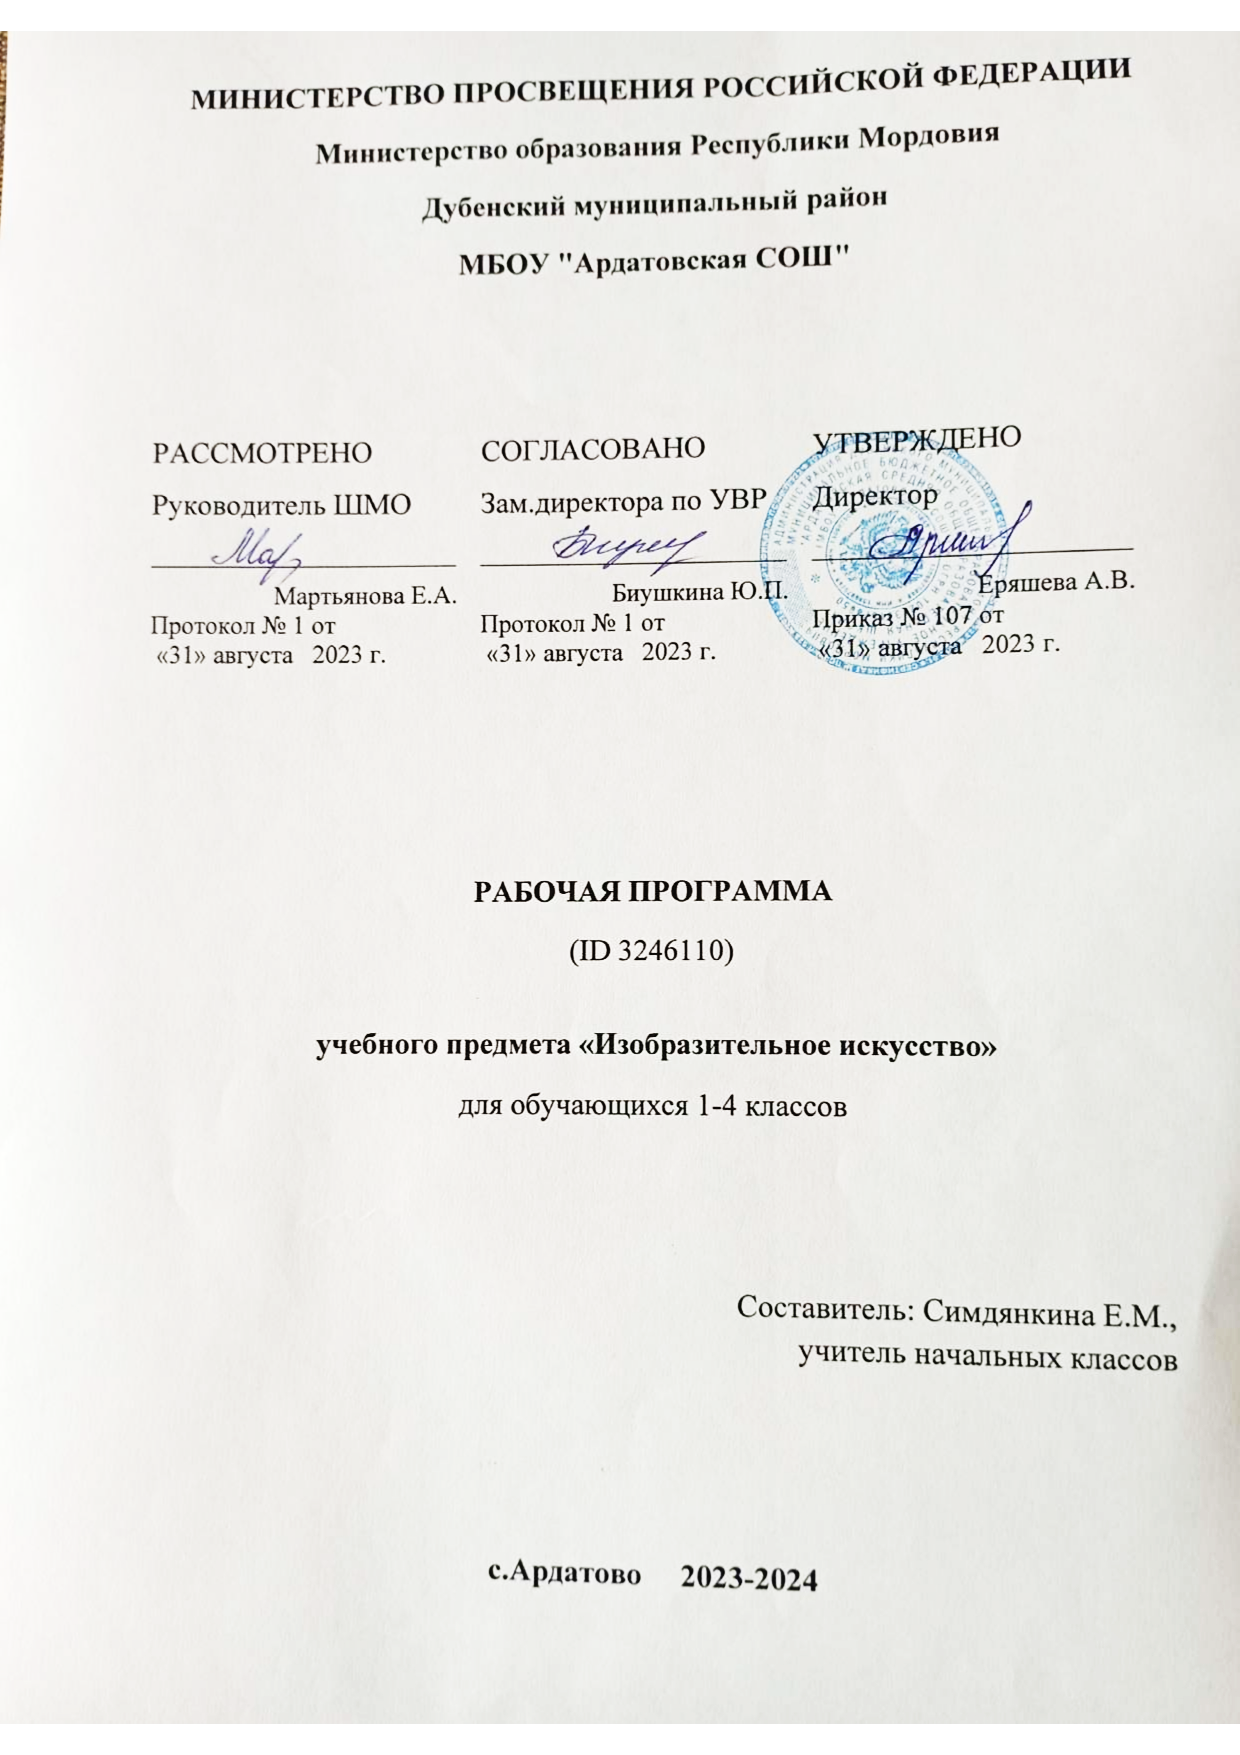 МИНИСТЕРСТВО ПРОСВЕЩЕНИЯ РОССИЙСКОЙ ФЕДЕРАЦИИ
Министерство образования Республики Мордовия
Дубенский муниципальный район
МБОУ "Ардатовская СОШ"
РАССМОТРЕНО
Руководитель ШМО
Мартьянова Е.А.
Протокол № 1 от
«31» августа 2023 г.
СОГЛАСОВАНО
Зам.директора по УВР
Биушкина Ю.П.
Протокол № 1 от
«31» августа 2023 г.
УТВЕРЖДЕНО
Директор
Еряшева А.В.
Приказ № 107 от
«31» августа 2023 г.
РАБОЧАЯ ПРОГРАММА
(ID 3246110)
учебного предмета «Изобразительное искусство»
для обучающихся 1-4 классов
Составитель: Симдянкина Е.М.,
учитель начальных классов
с.Ардатово 2023-2024